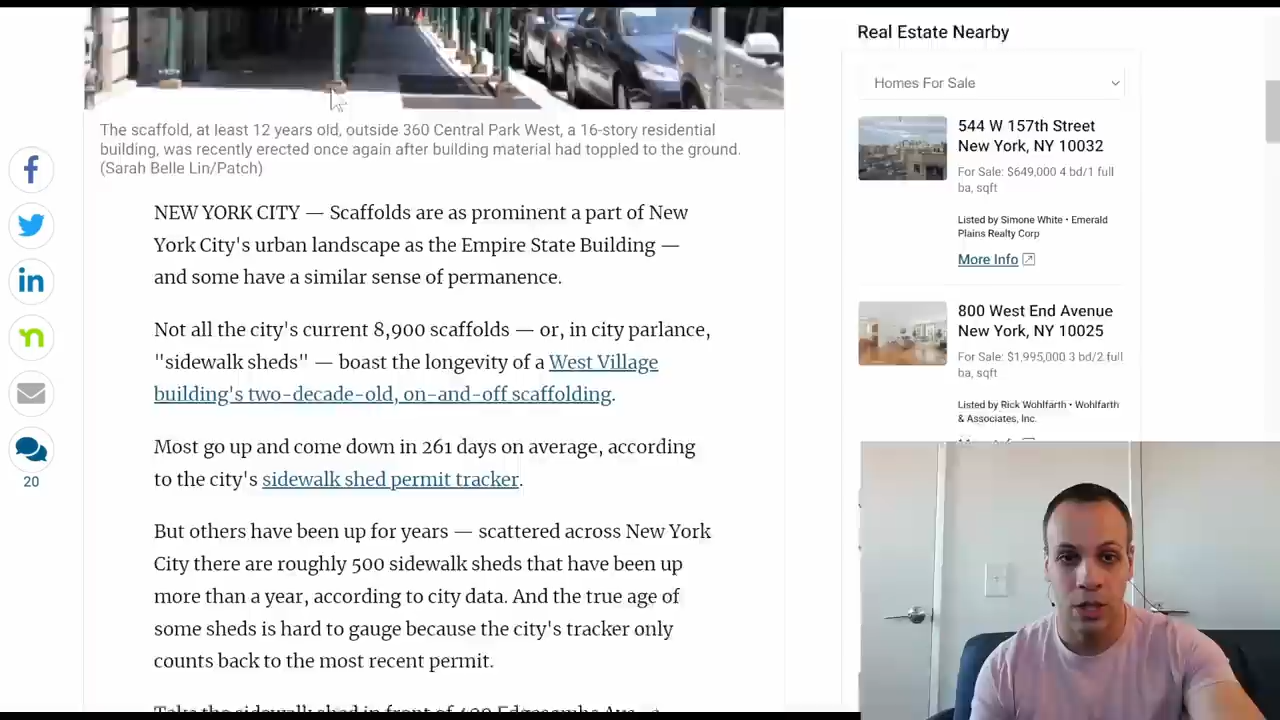 The scaffold, at least 12 years old, outside 360 Central Park West, a 16-story residential
building, was recently erected once again after building material had toppled to the ground.
(Sarah Belle Lin/Patch)
NEW YORK CITY — Scaffolds are as prominent a part of New
York City's urban landscape as the Empire State Building —
and some have a similar sense of permanence.
Not all the city's current 8,900 scaffolds — or, in city parlance,
"sidewalk sheds" — boast the longevity of a West Village
building's two-decade-old, on-and-off scaffolding.
Most go up and come down in 261 days on average, according
to the city's sidewalk shed permit tracker.
But others have been up for years — scattered across New York
City there are roughly 500 sidewalk sheds that have been up
more than a year, according to city data. And the true age of
some sheds is hard to gauge because the city's tracker only
counts back to the most recent permit.
Take the sidewalk shed in front of
20
Real Estate Nearby
Homes For Sale
544 W 157th Street
New York, NY 10032
For Sale: $649,000 4 bd/1 full
ba, sqft
Listed by Simone White • Emerald
Plains Realty Corp
More Info
800 West End Avenue
New York, NY 10025
For Sale: $1,995,000 3 bd/2 full
ba, sqft
Listed by Rick Wohlfarth • Wohlfarth
& Associates, Inc.